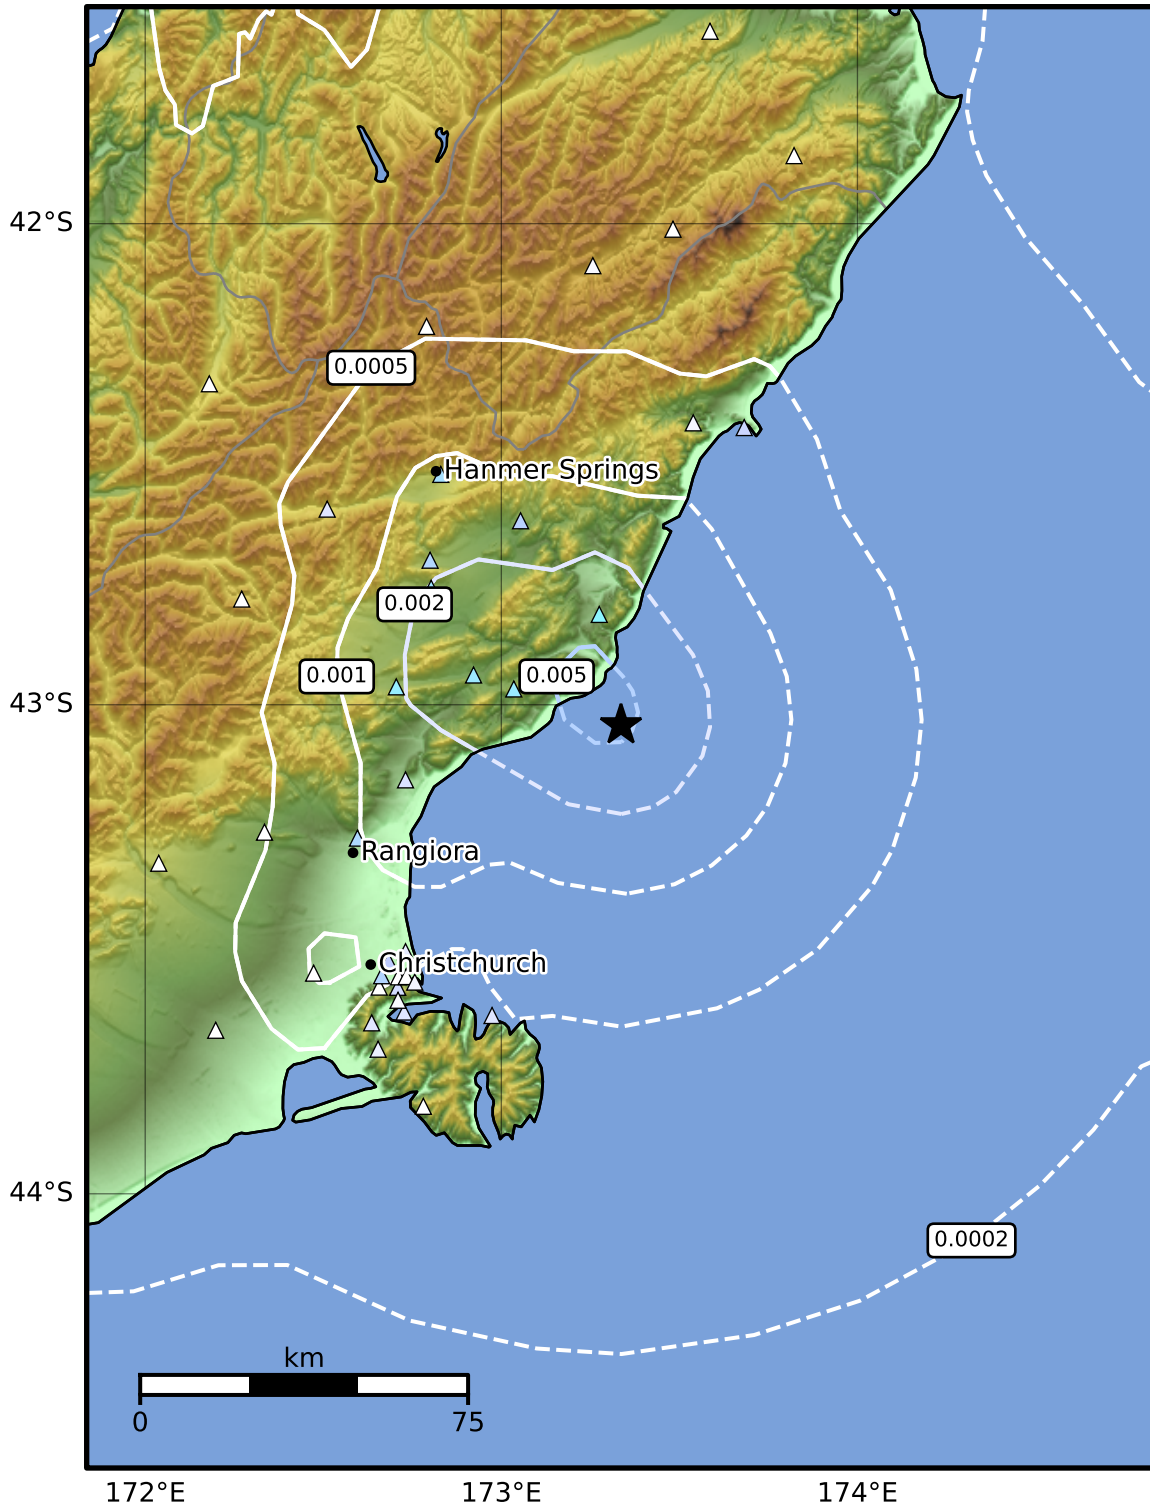 42°S
0.0005
Hanmer Springs
0.002
0.001
0.005
43°S
Rangiora
Christchurch
44°S
0.0002
km
0
75
172°E
173°E
174°E